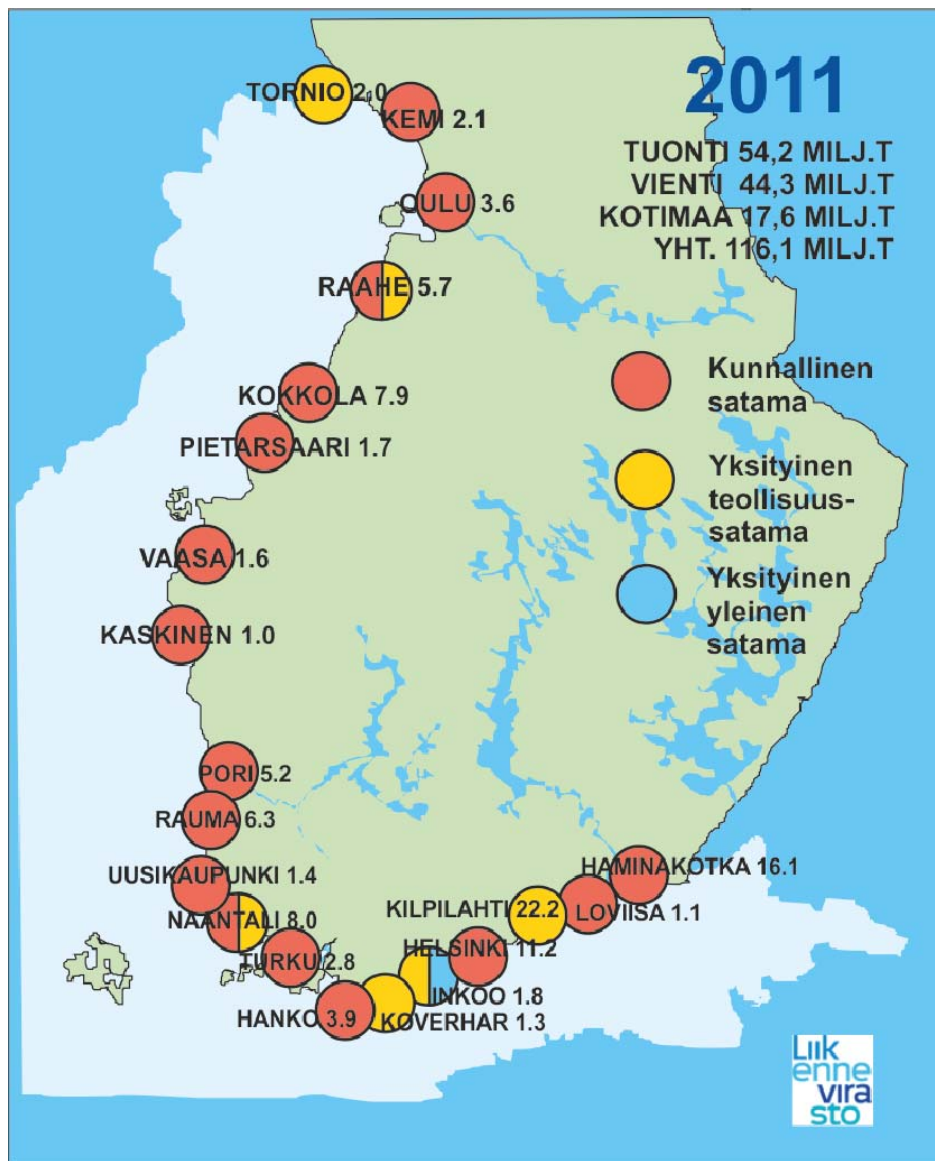 2011
TUONTI 54,2 MILJ.T
VIENTI 44,3 MILJ.T
KOTIMAA 17,6 MILJ.T
YHT. 116,1 MILJ.T
TORNIO 2.0
KEMI 2.1
OULU 3.6
RAAHE 5.7
KOKKOLA 7.9
PIETARSAARI 1.7
VAASA 1.6
KASKINEN 1.0
PORI 5.2
RAUMA 6.3
UUSIKAUPUNKI 1.4
NAANTALI 8.0
TURKU 2.8
HANKO 3.9
KOVERHAR 1.3
INKOO 1.8
HELSINKI 11.2
KILPILAHTI 22.2
LOVIISA 1.1
HAMINAKOTKA 16.1
Kunnallinen
satama
Yksityinen
teollisuus-
satama
Yksityinen
yleinen
satama
Liik
enne
vira
sto